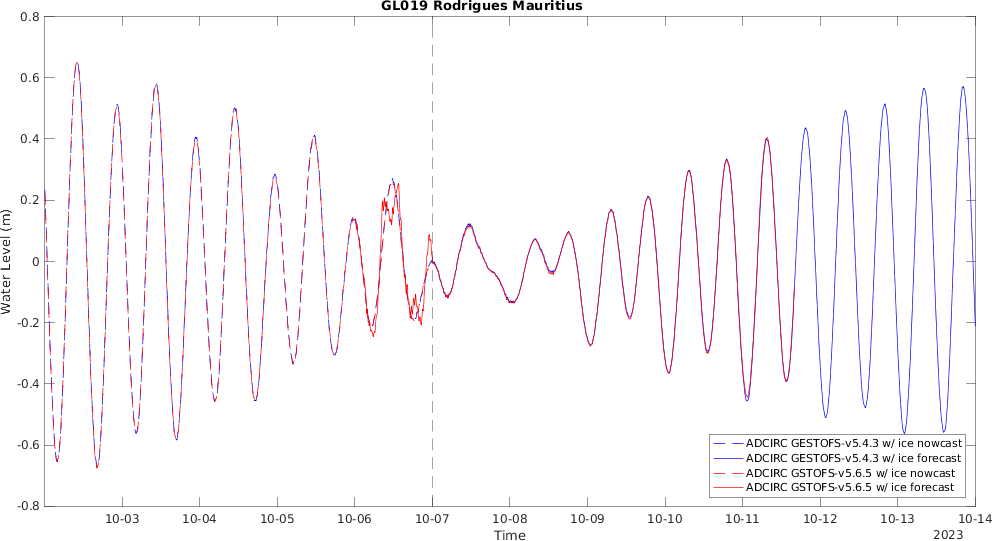 GL019 Rodrigues Mauritius
0.8
0.6
0.4
0.2
0
-0.2
-0.4
-0.6
-0.8
Water Level (m)
10-03 10-04 10-05 10-06 10-07 10-08 10-09 10-10 10-11 10-12 10-13 10-14
Time
2023
ADCIRC GESTOFS-v5.4.3 w/ ice nowcast
ADCIRC GESTOFS-v5.4.3 w/ ice forecast
ADCIRC GSTOFS-v5.6.5 w/ ice nowcast
ADCIRC GSTOFS-v5.6.5 w/ ice forecast